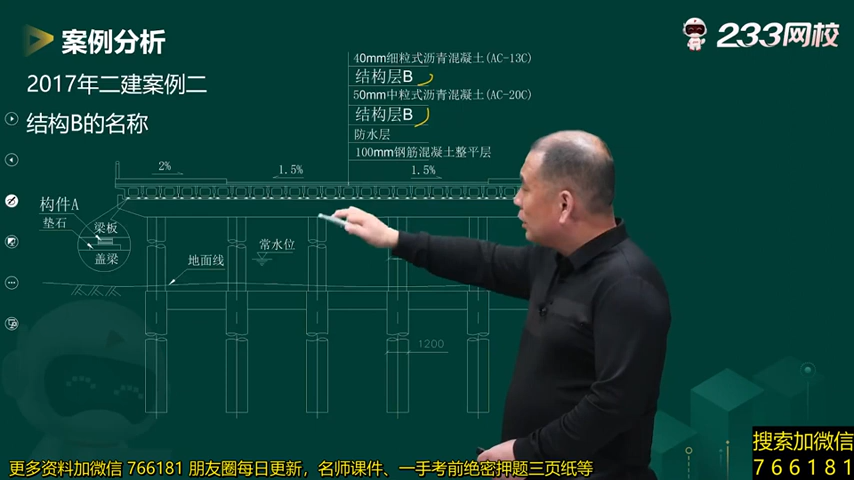 案例分析
233网校
2017年二建案例二
结构B的名称
40mm细粒式沥青混凝土(AC-13C)
结构层B
50mm中粒式沥青混凝土(AC-20C)
结构层B
防水层
100mm钢筋混凝土整平层
2%
1.5%
1.5%
构件A
垫石
梁板
盖梁
地面线
常水位
1200
更多资料加微信 766181 朋友圈每日更新，名师课件、一手考前绝密押题三页纸等
搜索加微信
766181